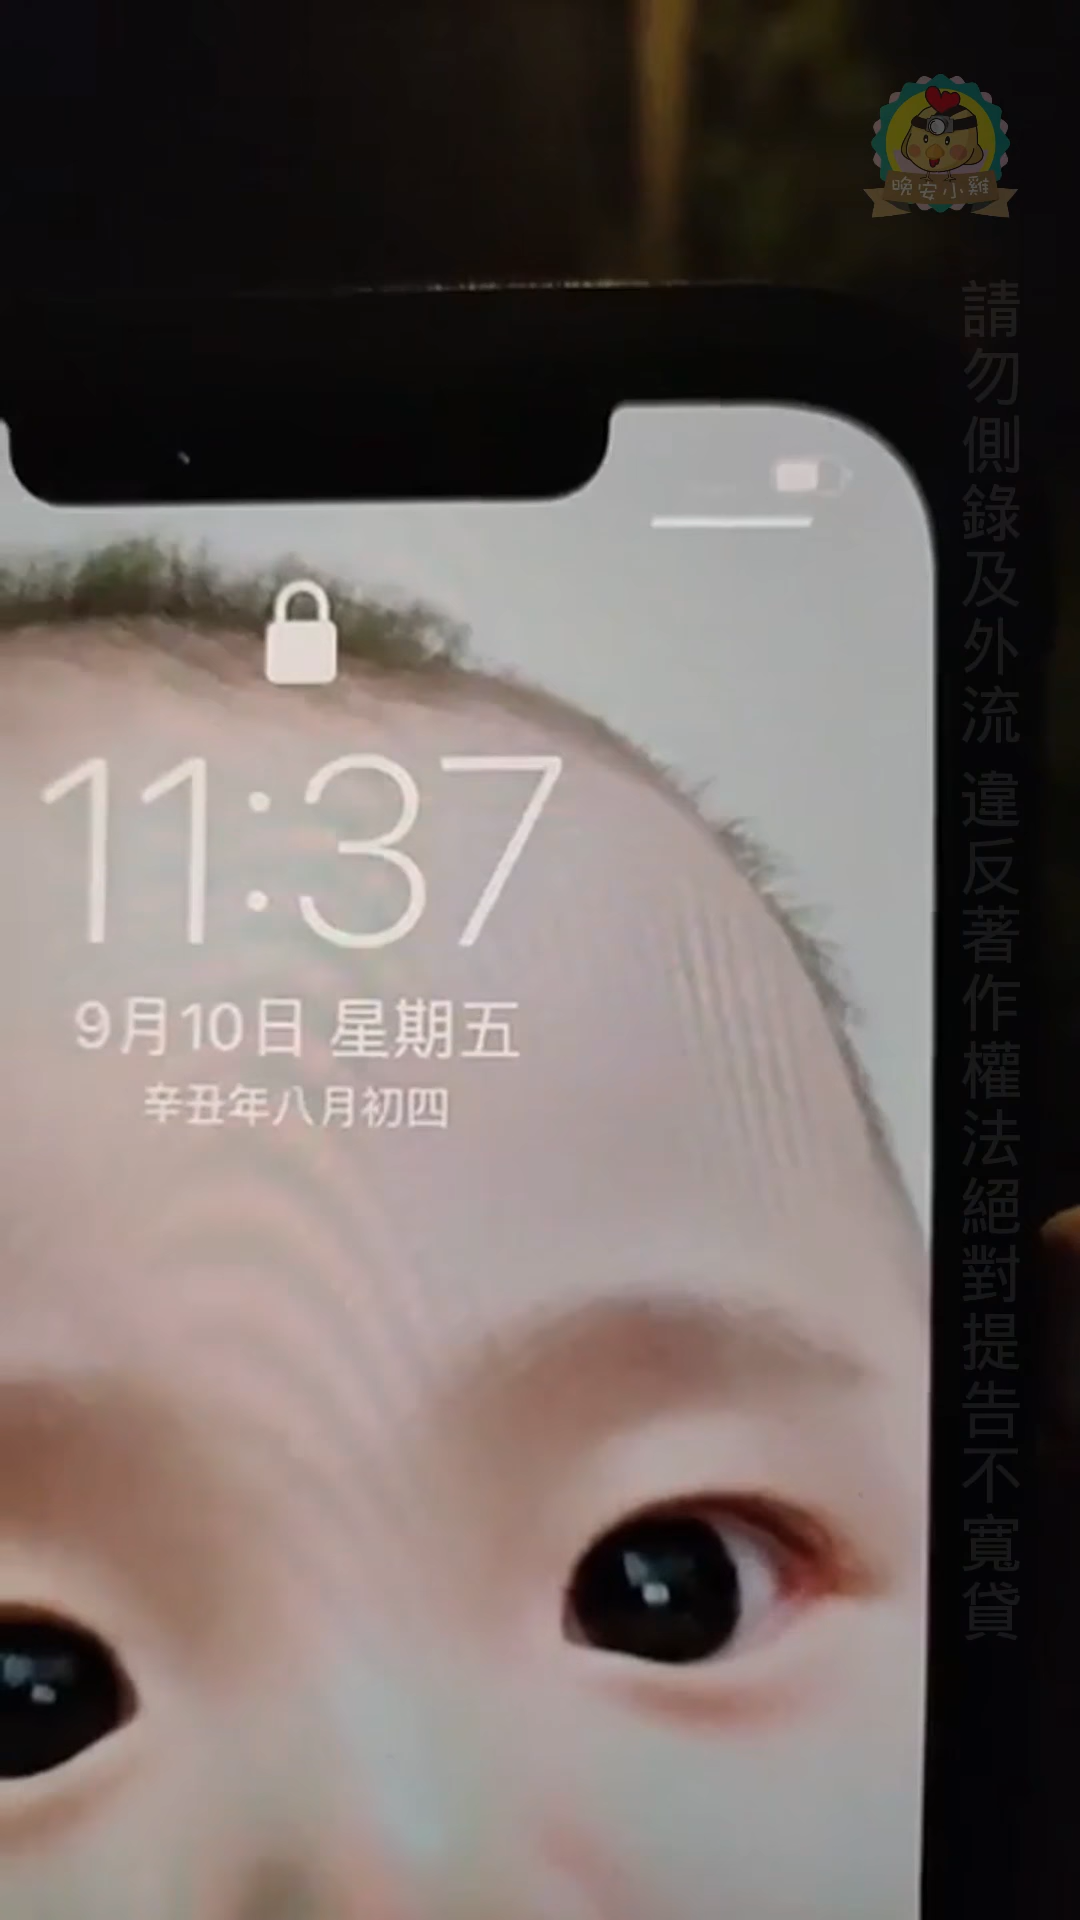 晚安小雞
11:37
9月10日 星期五
辛丑年八月初四
請勿側錄及外流 違反著作權法絕對提告不寬貸